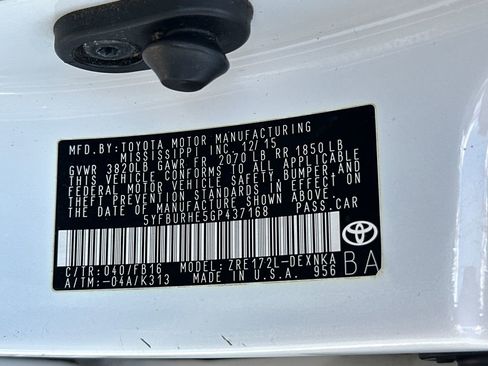 MFD.BY:TOYOTA MOTOR MANUFACTURING
MISSISSIPPI, INC. 12/15
GVWR 3820LB GAWR FR 2070 LB RR 1850 LB
THIS VEHICLE CONFORMS TO ALL APPLICABLE
FEDERAL MOTOR VEHICLE SAFETY, BUMPER, AND
THEFT PREVENTION STANDARDS IN EFFECT ON
THE DATE OF MANUFACTURE SHOWN ABOVE.
5YFBURHE5GP437168 PASS.CAR
C/TR: 040/FB16 MODEL: ZRE172L-DEXNKA
A/TM:-04A/K313 MADE IN U.S.A. 956
BA